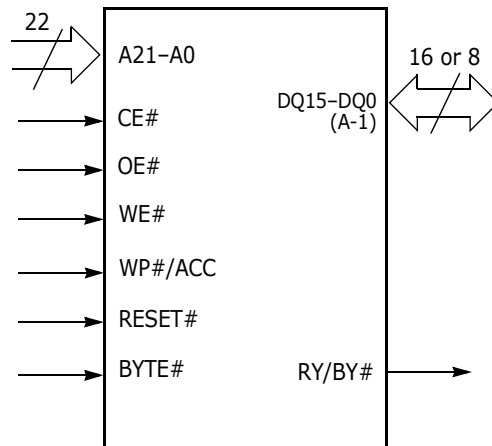 22
A21–A0
16 or 8
DQ15–DQ0
(A-1)
CE#
OE#
WE#
WP#/ACC
RESET#
BYTE#
RY/BY#